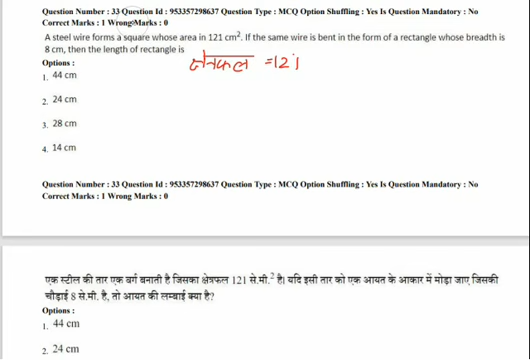 Question Number : 33 Question Id : 953357298637 Question Type : MCQ Option Shuffling : Yes Is Question Mandatory : No
Correct Marks : 1 Wrong Marks : 0
A steel wire forms a square whose area in 121 cm². If the same wire is bent in the form of a rectangle whose breadth is
8 cm, then the length of rectangle is
क्षेत्रफल =121
Options :
1. 44 cm
2. 24 cm
3. 28 cm
4. 14 cm
Question Number : 33 Question Id : 953357298637 Question Type : MCQ Option Shuffling : Yes Is Question Mandatory : No
Correct Marks : 1 Wrong Marks : 0
एक स्टील की तार एक वर्ग बनाती है जिसका क्षेत्रफल 121 से.मी.² है। यदि इसी तार को एक आयत के आकार में मोड़ा जाए जिसकी
चौड़ाई 8 से.मी. है, तो आयत की लम्बाई क्या है?
Options :
1. 44 cm
2. 24 cm